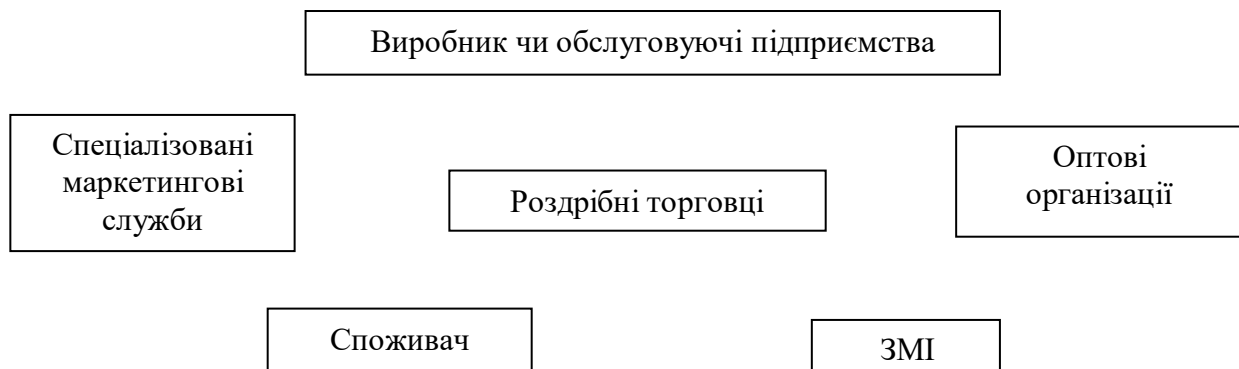 Виробник чи обслуговуючі підприємства
Спеціалізовані
маркетингові
служби
Роздрібні торговці
Оптові
організації
Споживач
ЗМІ